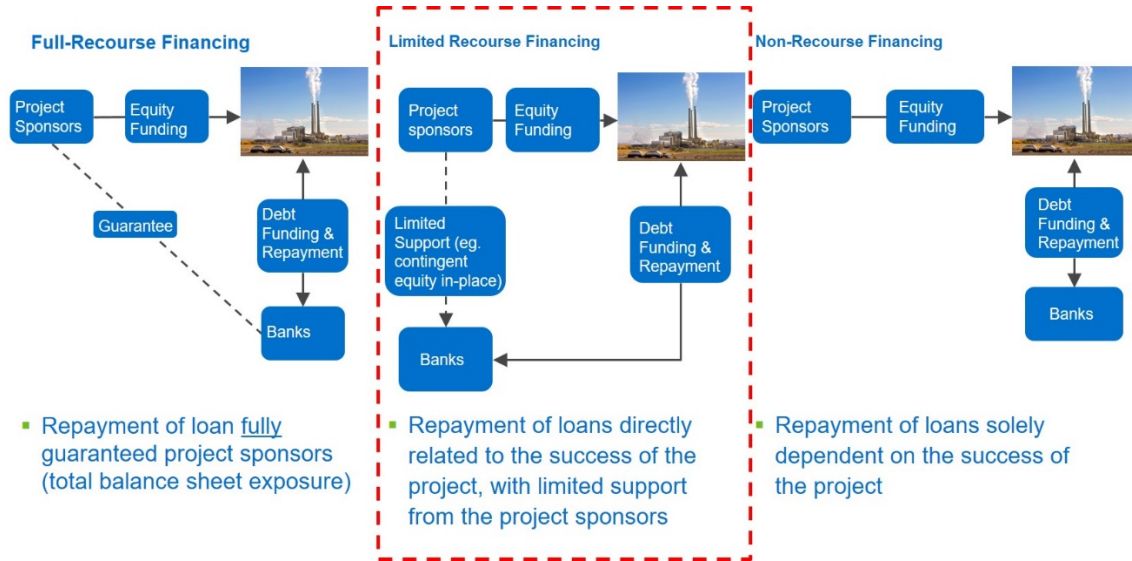 Full-Recourse Financing
Project
Sponsors
Equity
Funding
Guarantee
Debt
Funding &
Repayment
Banks
▪ Repayment of loan fully
guaranteed project sponsors
(total balance sheet exposure)
Limited Recourse Financing
Project
sponsors
Equity
Funding
Limited
Support (eg.
contingent
equity in-place)
Debt
Funding &
Repayment
Banks
▪ Repayment of loans directly
related to the success of the
project, with limited support
from the project sponsors
Non-Recourse Financing
Project
Sponsors
Equity
Funding
Debt
Funding &
Repayment
Banks
▪ Repayment of loans solely
dependent on the success of
the project